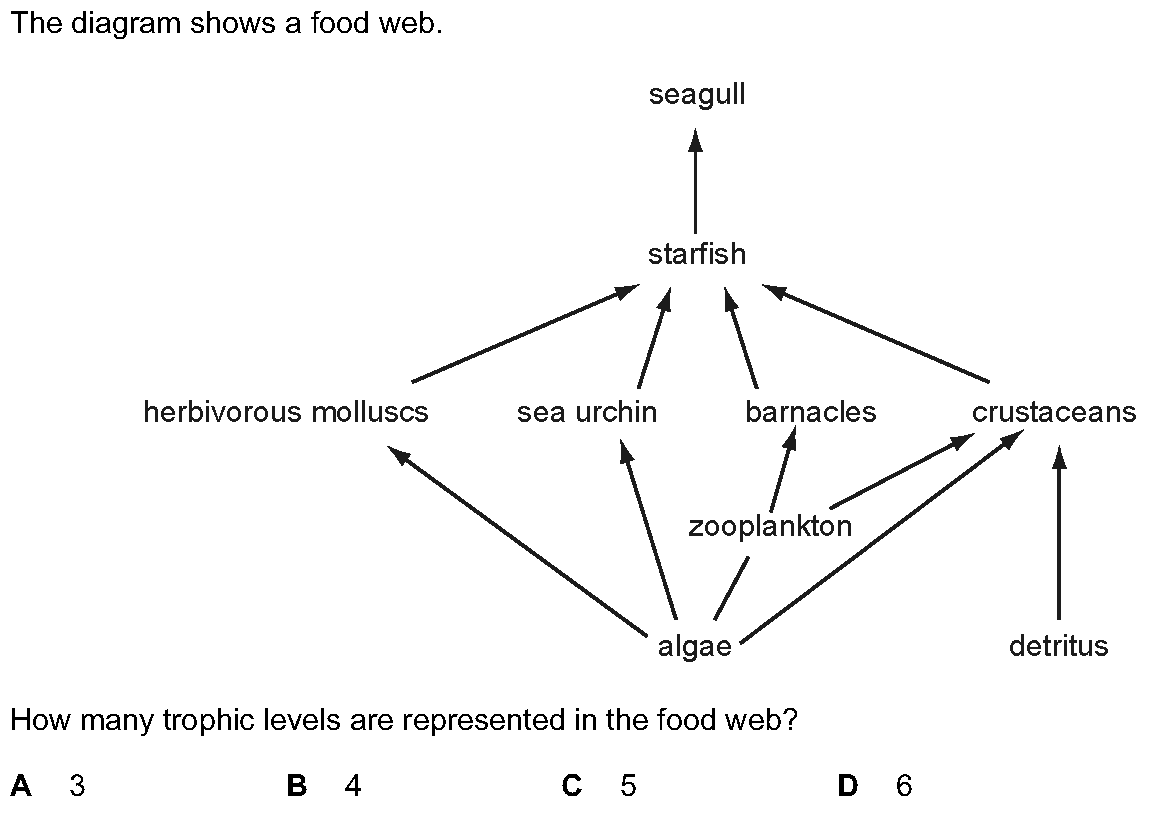 The diagram shows a food web.
seagull
starfish
herbivorous molluscs sea urchin barnacles crustaceans
zooplankton
algae detritus
How many trophic levels are represented in the food web?
A 3 B 4 C 5 D 6